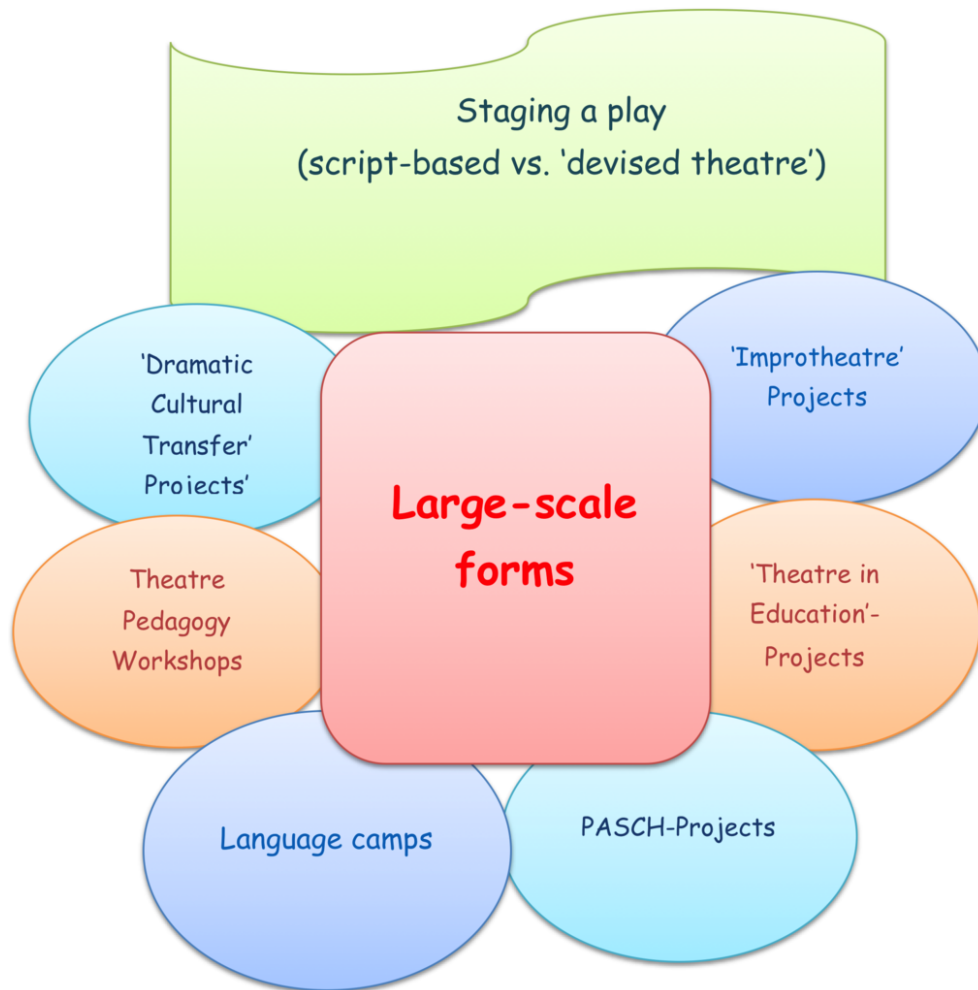 Staging a play
(script-based vs. ‘devised theatre’)
‘Dramatic
Cultural
Transfer’
Projects’
‘Improtheatre’
Projects
Large-scale
forms
Theatre
Pedagogy
Workshops
‘Theatre in
Education’-
Projects
Language camps
PASCH-Projects